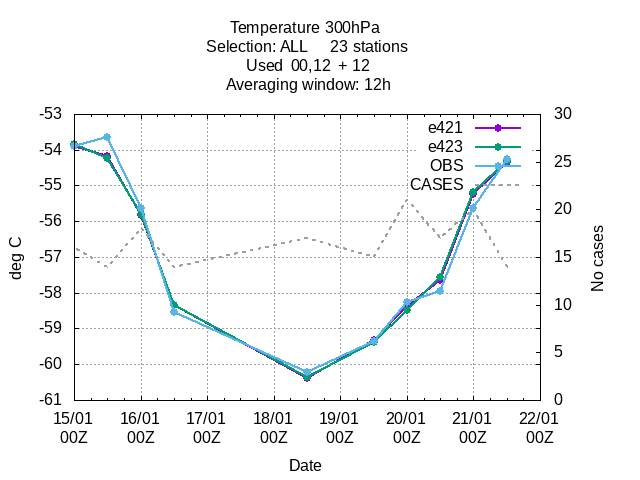 Temperature 300hPa
Selection: ALL     23 stations
Used  00,12  + 12
Averaging window: 12h
-53
-54
-55
-56
-57
-58
-59
-60
-61
deg C
30
25
20
15
10
5
0
No cases
e421
e423
OBS
CASES
15/01 16/01 17/01 18/01 19/01 20/01 21/01 22/01
00Z 00Z 00Z 00Z 00Z 00Z 00Z 00Z
Date